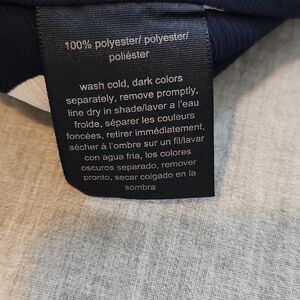 100% polyester/ polyester/
poliéster
wash cold, dark colors
separately, remove promptly,
line dry in shade/laver a l'eau
froide, séparer les couleurs
foncées, retirer immédiatement,
sécher à l'ombre sur un fil/lavar
con agua fria, los colores
oscuros separado, remover
pronto, secar colgado en la
sombra